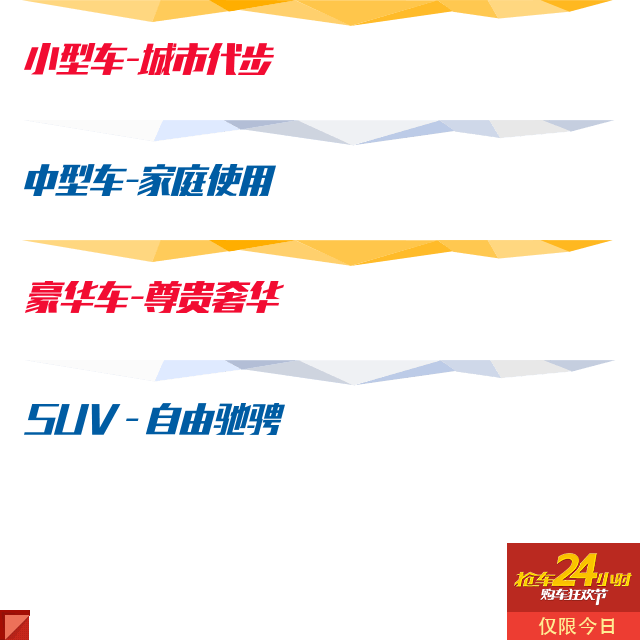 小型车-城市代步
中型车-家庭使用
豪华车-尊贵奢华
SUV - 自由驰骋
抢车24小时
购车狂欢节
仅限今日